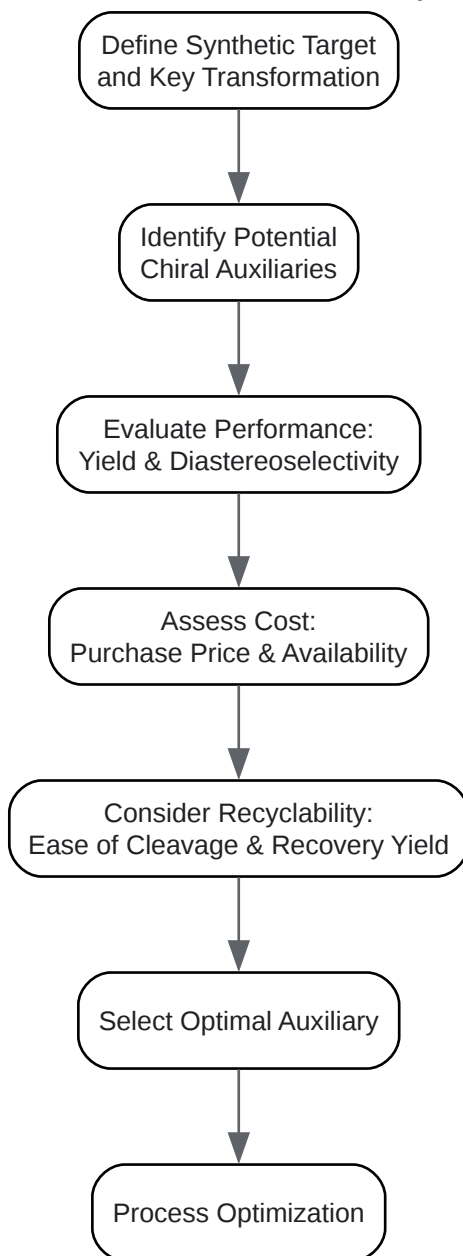 Define Synthetic Target
and Key Transformation
Identify Potential
Chiral Auxiliaries
Evaluate Performance:
Yield & Diastereoselectivity
Assess Cost:
Purchase Price & Availability
Consider Recyclability:
Ease of Cleavage & Recovery Yield
Select Optimal Auxiliary
Process Optimization